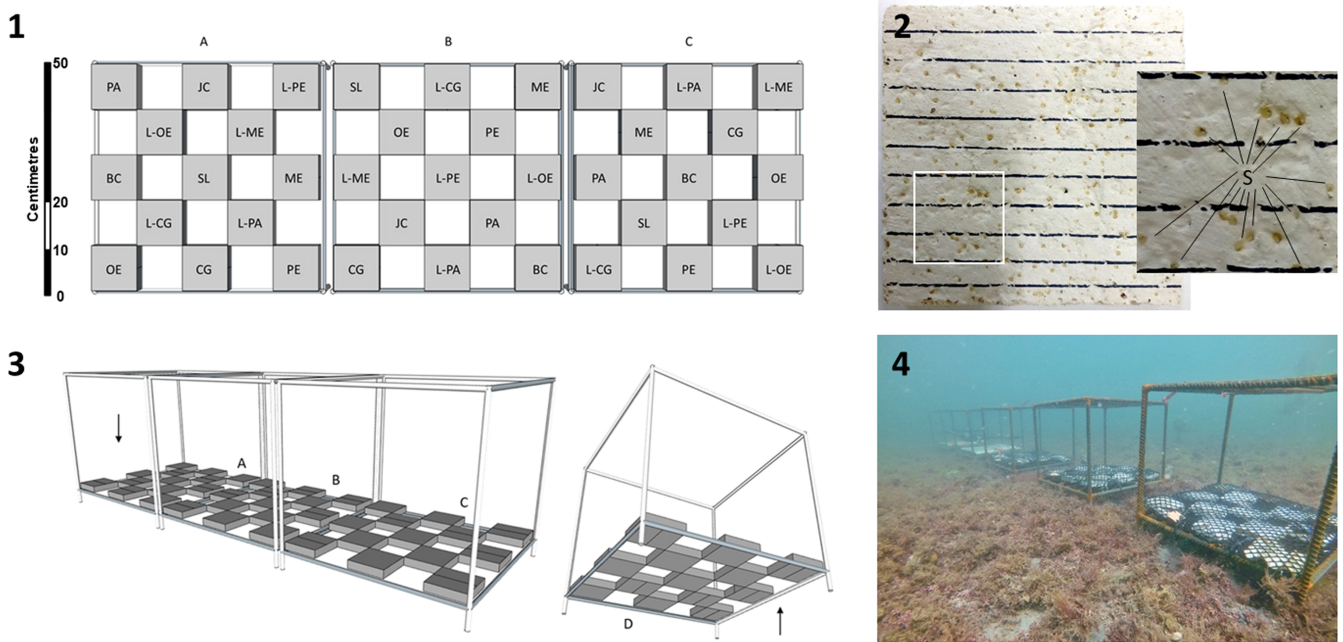 1
A B C
Centimetres
50
20
10
0
PA JC L-PE SL L-CG ME JC L-PA L-ME
L-OE L-ME OE PE ME CG
BC SL ME L-ME L-PE L-OE PA BC OE
L-CG L-PA JC PA SL L-PE
OE CG PE CG L-PA BC L-CG PE L-OE
2
S
3
A
B
C
D
4